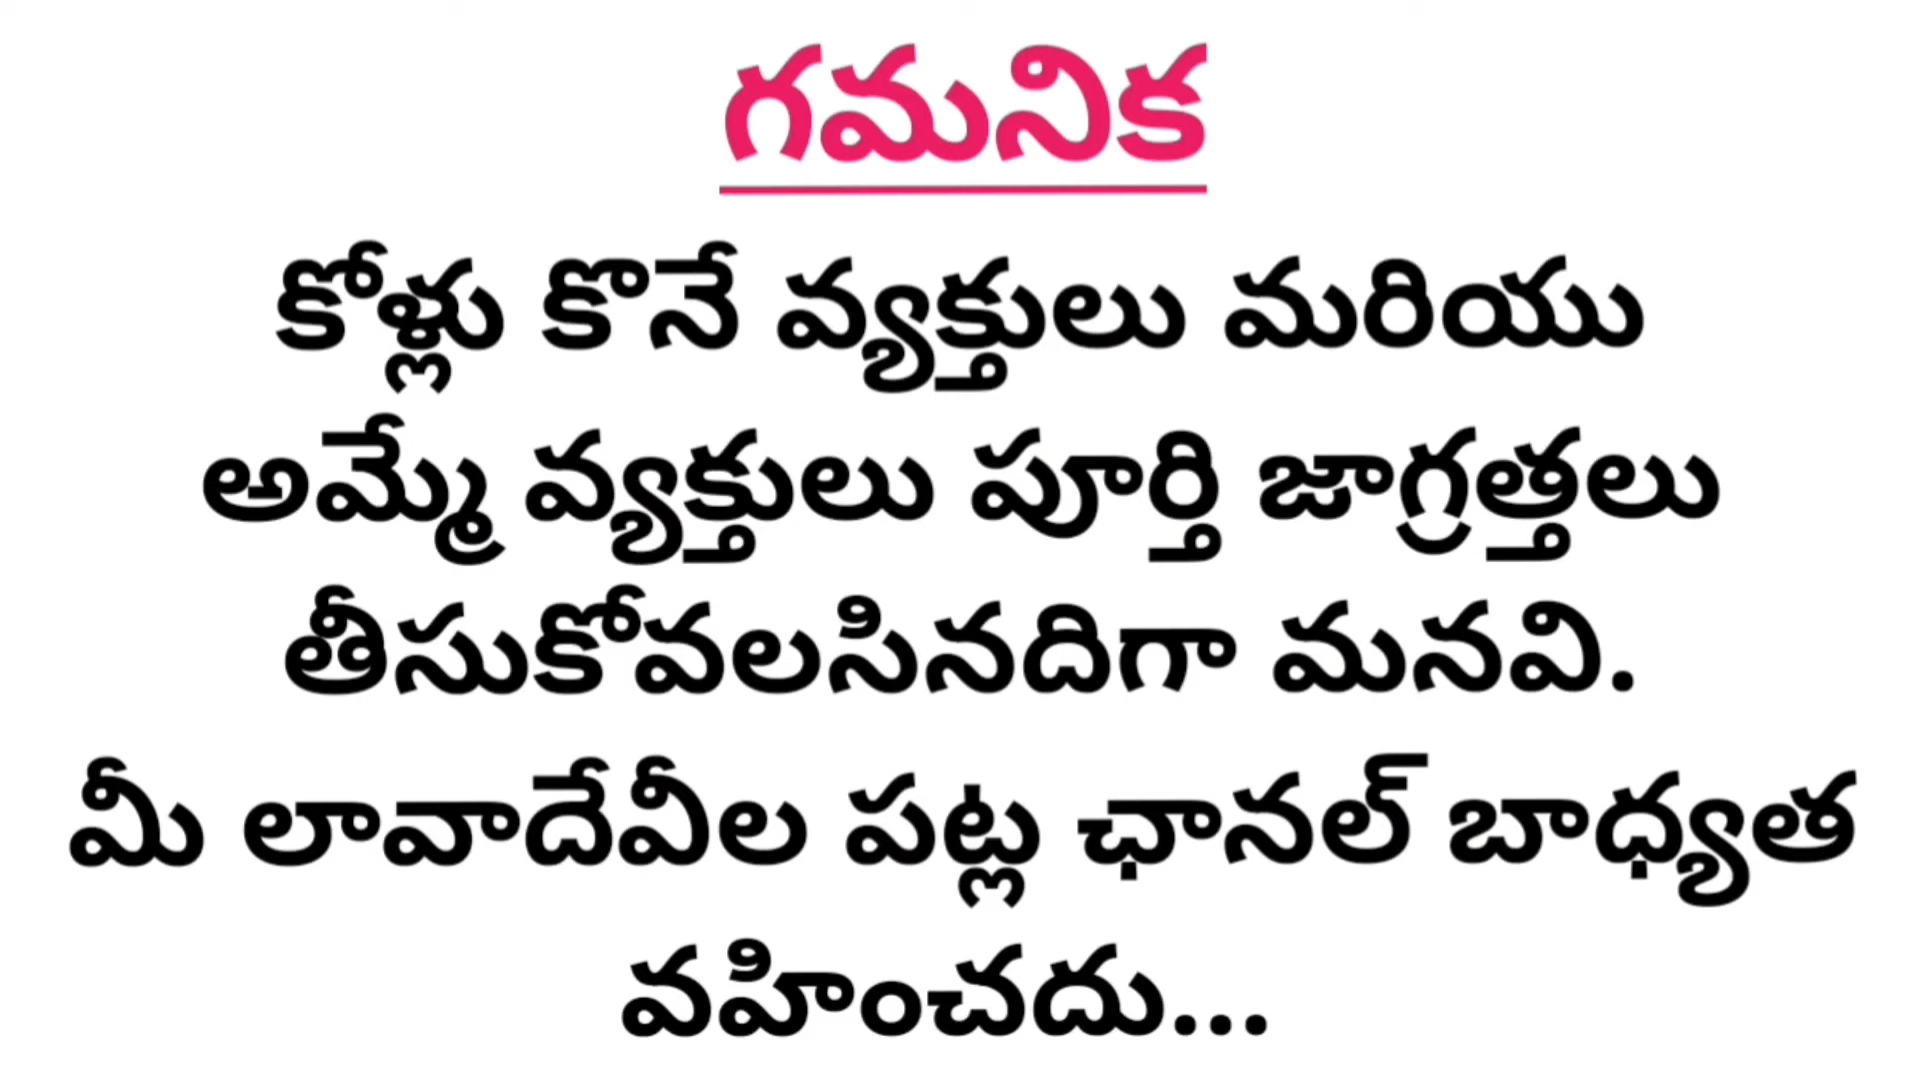 గమనిక
కోళ్లు కొనే వ్యక్తులు మరియు
అమ్మే వ్యక్తులు పూర్తి జాగ్రత్తలు
తీసుకోవలసినదిగా మనవి.
మీ లావాదేవీల పట్ల ఛానల్ బాధ్యత
వహించదు...